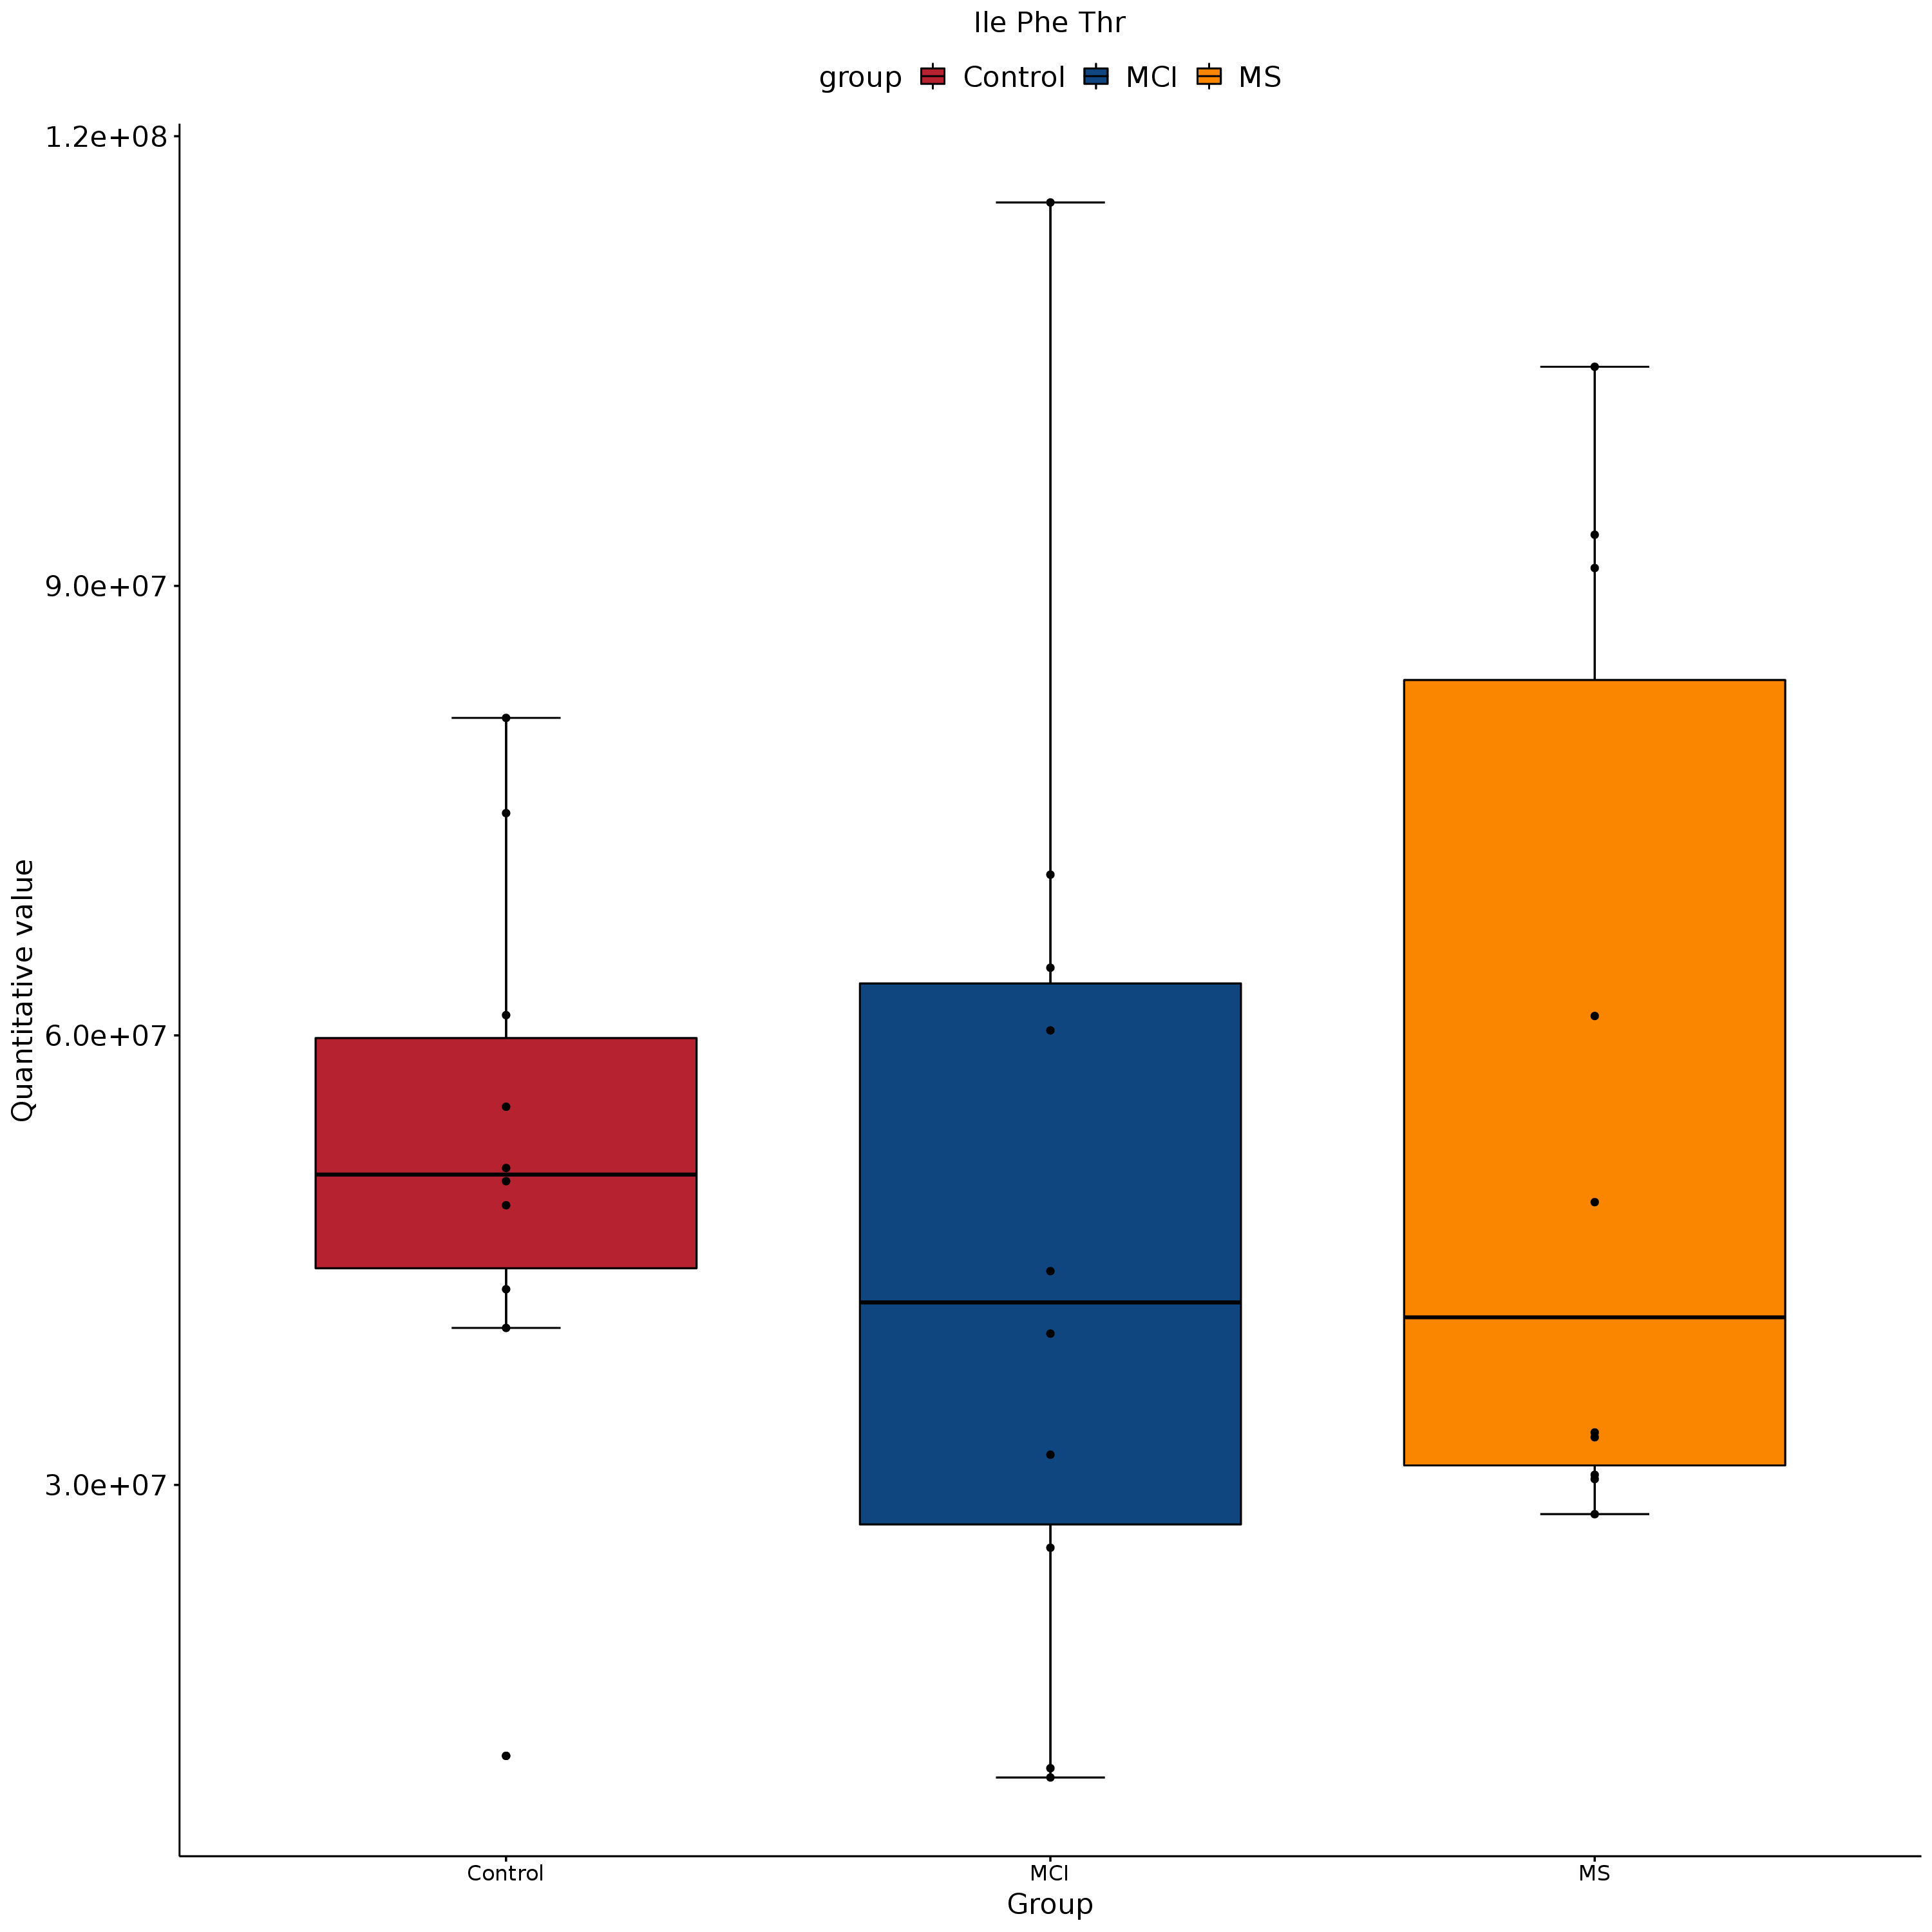 Ile Phe Thr
group Control MCI MS
1.2e+08
9.0e+07
6.0e+07
3.0e+07
Quantitative value
Control MCI MS
Group